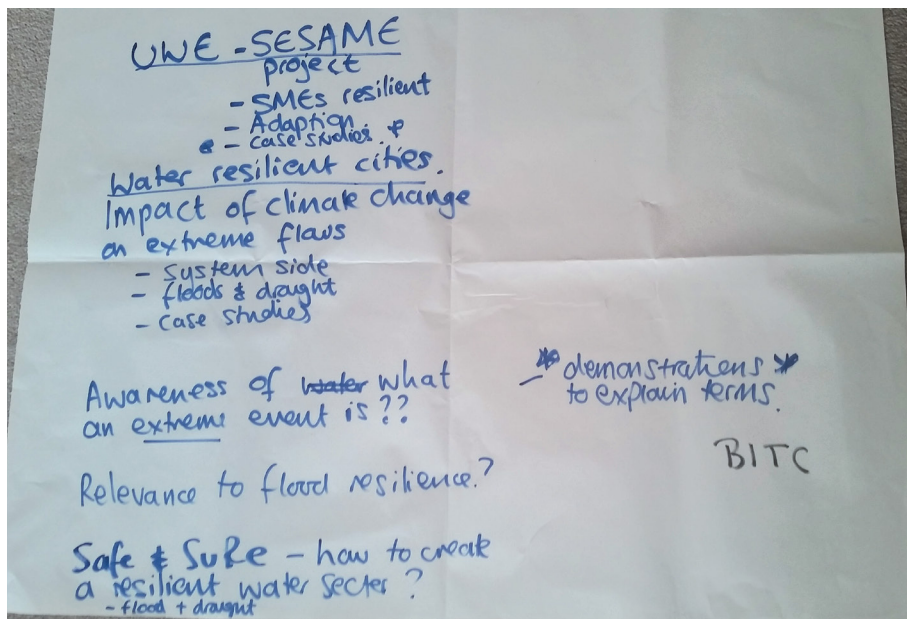 UWE - SESAME
project
- SMEs resilient
- Adaption
* - case studies. *
Water resilient cities.
Impact of climate change
on extreme flows
- system side
- floods & draught
- case studies
Awareness of water what
an extreme event is??
Relevance to flood resilience?
Safe & SuRe - how to create
a resilient water sector?
- flood + draught
- * demonstrations *
to explain terms.
BITC